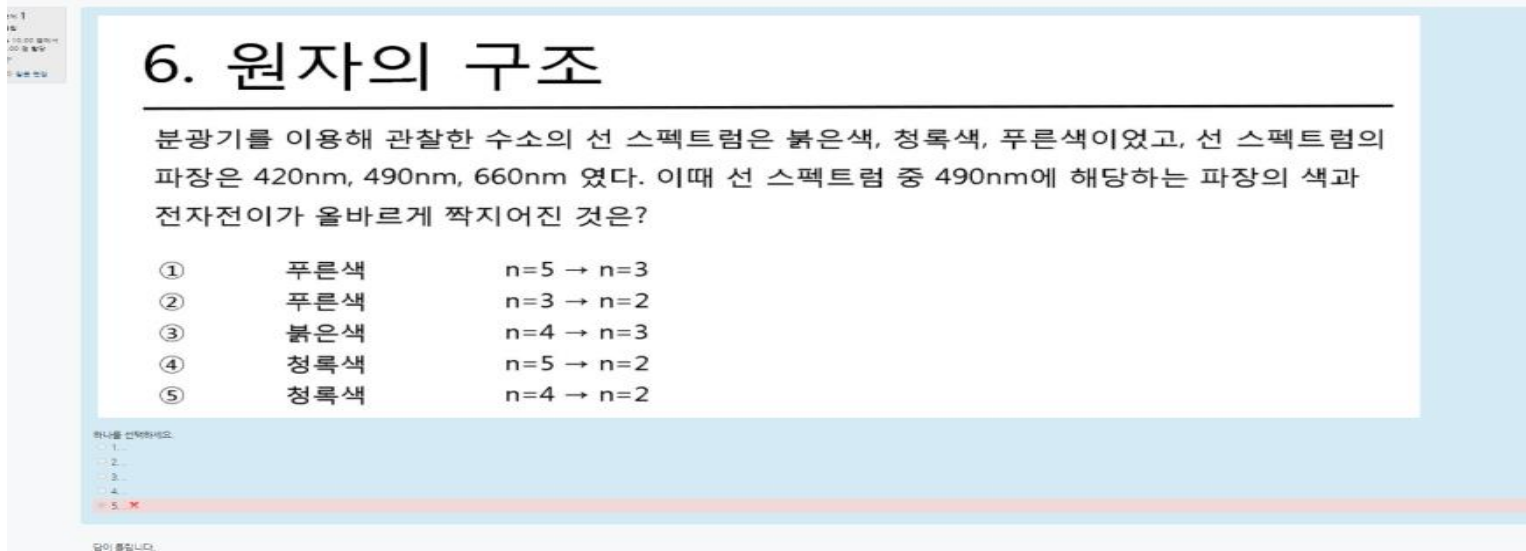 6. 원자의 구조
분광기를 이용해 관찰한 수소의 선 스펙트럼은 붉은색, 청록색, 푸른색이었고, 선 스펙트럼의
파장은 420nm, 490nm, 660nm 였다. 이때 선 스펙트럼 중 490nm에 해당하는 파장의 색과
전자전이가 올바르게 짝지어진 것은?
① 푸른색 n=5 → n=3
② 푸른색 n=3 → n=2
③ 붉은색 n=4 → n=3
④ 청록색 n=5 → n=2
⑤ 청록색 n=4 → n=2
하나를 선택하세요.
1...
2...
3...
4...
5...
답이 틀립니다.